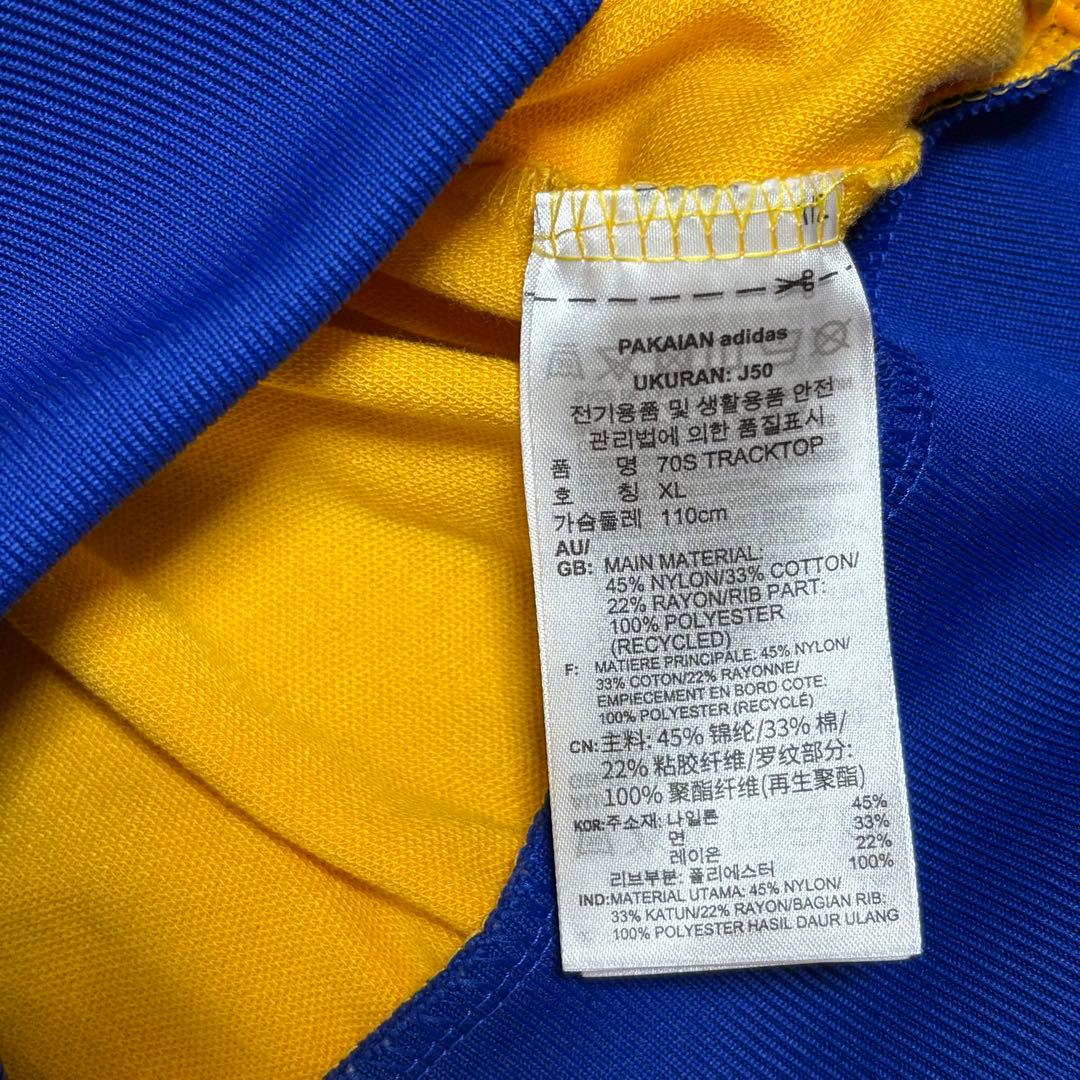 PAKAIAN adidas
UKURAN: J50
전기용품 및 생활용품 안전
관리법에 의한 품질표시
품 명 70S TRACKTOP
호 칭 XL
가슴둘레 110cm
AU/
GB: MAIN MATERIAL:
45% NYLON/33% COTTON/
22% RAYON/RIB PART:
100% POLYESTER
(RECYCLED)
F: MATIERE PRINCIPALE: 45% NYLON/
33% COTON/22% RAYONNE/
EMPIECEMENT EN BORD COTE:
100% POLYESTER (RECYCLÉ)
CN: 主料: 45% 锦纶/33% 棉/
22% 粘胶纤维/罗纹部分:
100% 聚酯纤维(再生聚酯)
KOR: 주소재: 나일론 45%
면 33%
레이온 22%
리브부분: 폴리에스터 100%
IND: MATERIAL UTAMA: 45% NYLON/
33% KATUN/22% RAYON/BAGIAN RIB:
100% POLYESTER HASIL DAUR ULANG